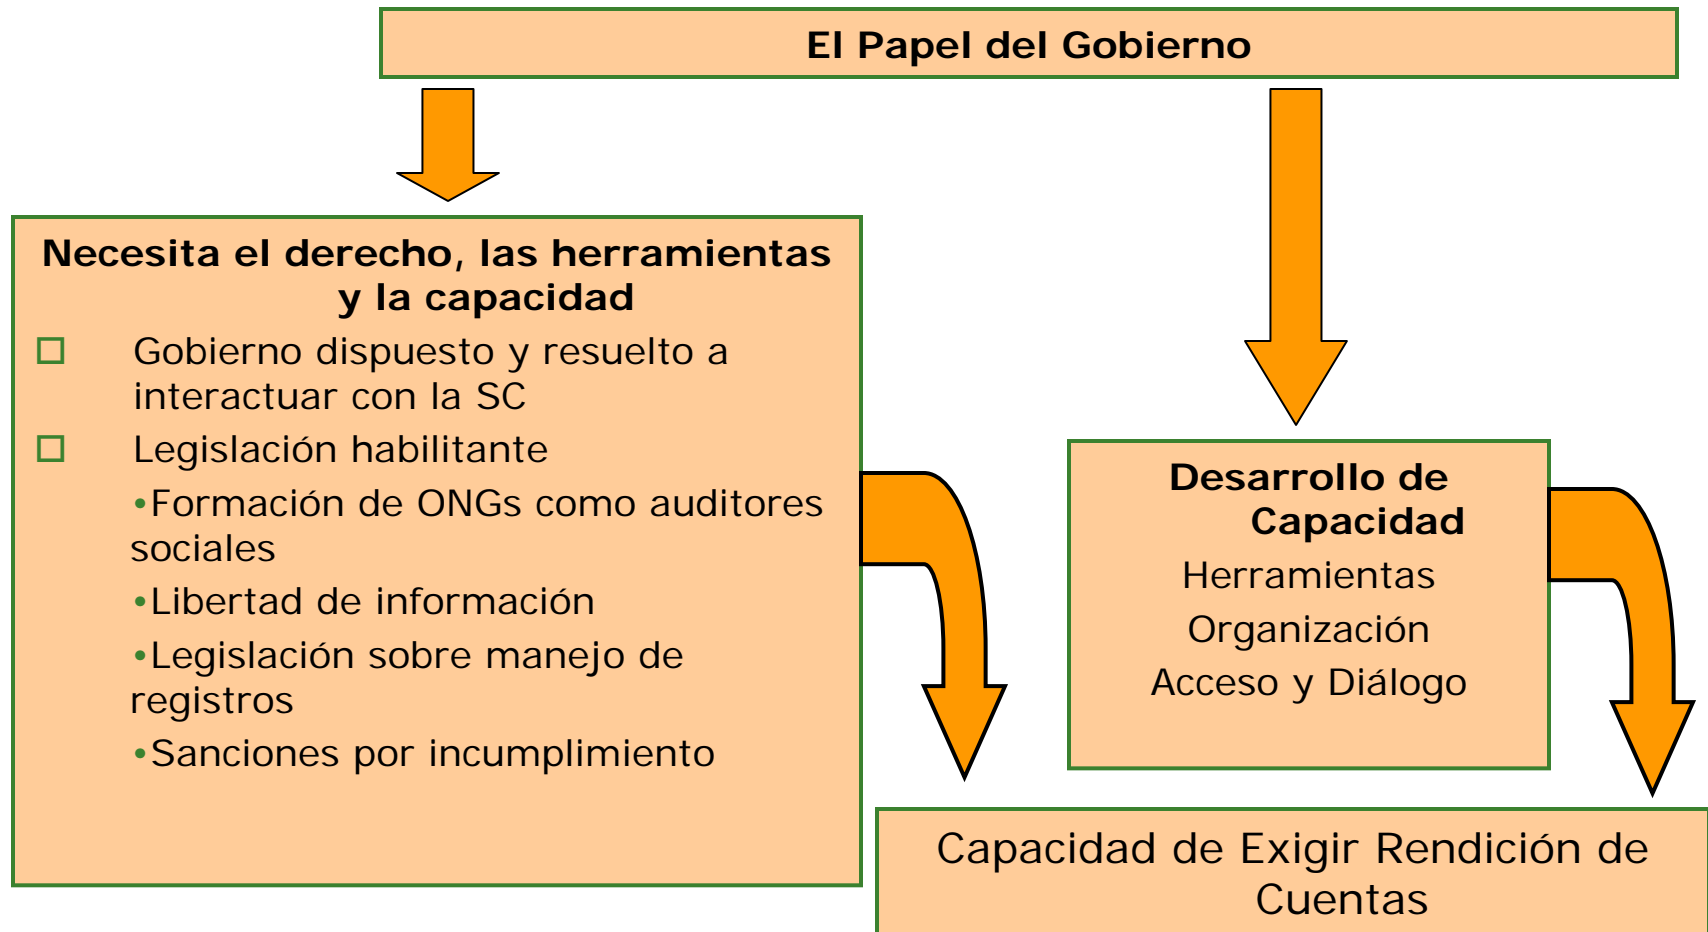 El Papel del Gobierno
Necesita el derecho, las herramientas
y la capacidad
Gobierno dispuesto y resuelto a
interactuar con la SC
Legislación habilitante
•Formación de ONGs como auditores
sociales
•Libertad de información
•Legislación sobre manejo de
registros
•Sanciones por incumplimiento
Desarrollo de
Capacidad
Herramientas
Organización
Acceso y Diálogo
Capacidad de Exigir Rendición de
Cuentas